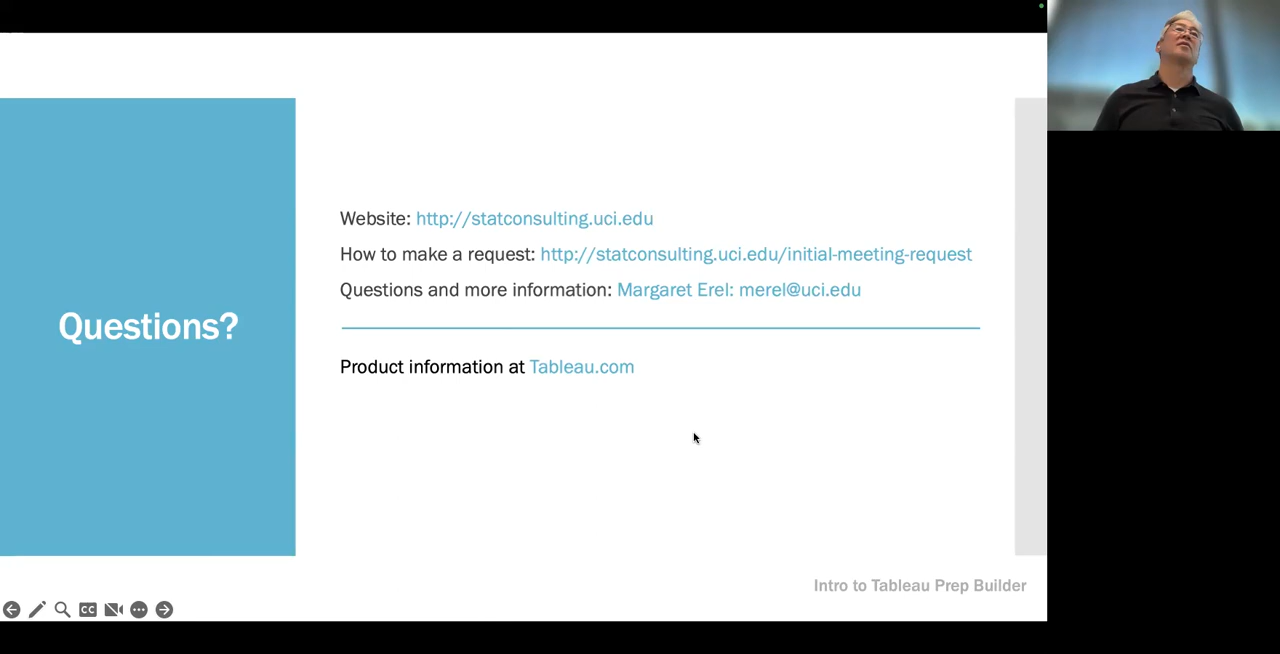 Questions?
Website: http://statconsulting.uci.edu
How to make a request: http://statconsulting.uci.edu/initial-meeting-request
Questions and more information: Margaret Erel: merel@uci.edu
Product information at Tableau.com
Intro to Tableau Prep Builder
CC